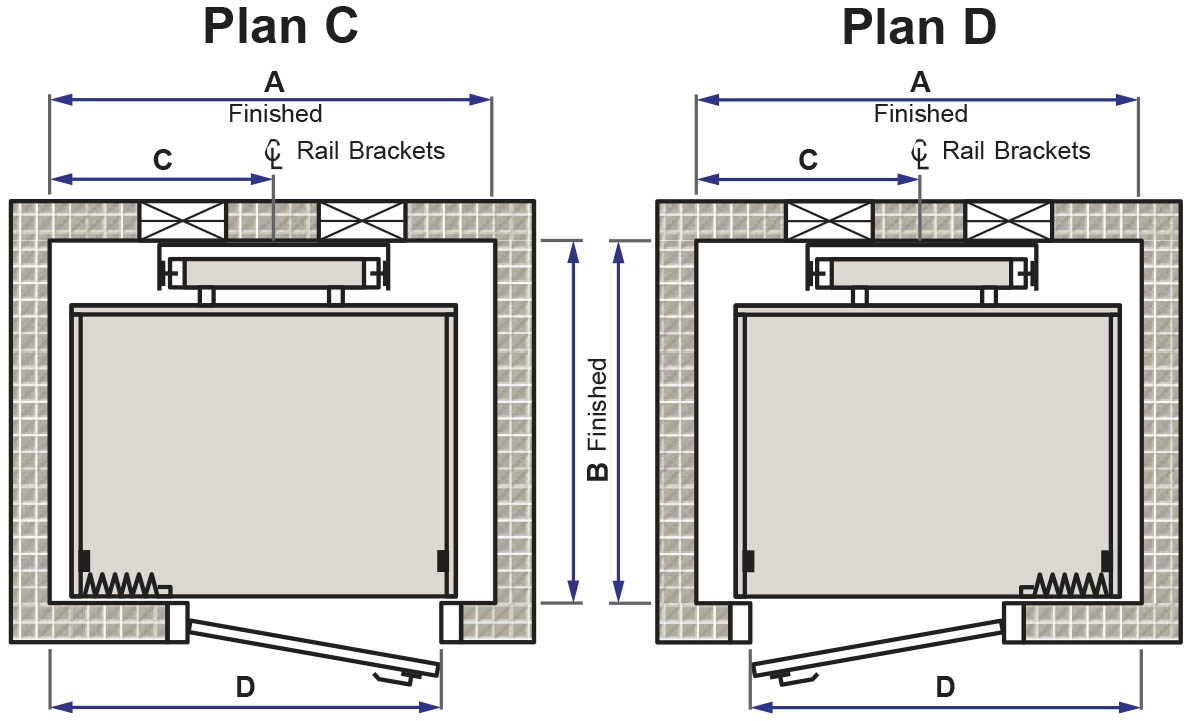 Plan C
A
Finished
℄ Rail Brackets
C
D
B Finished
Plan D
A
Finished
℄ Rail Brackets
C
D